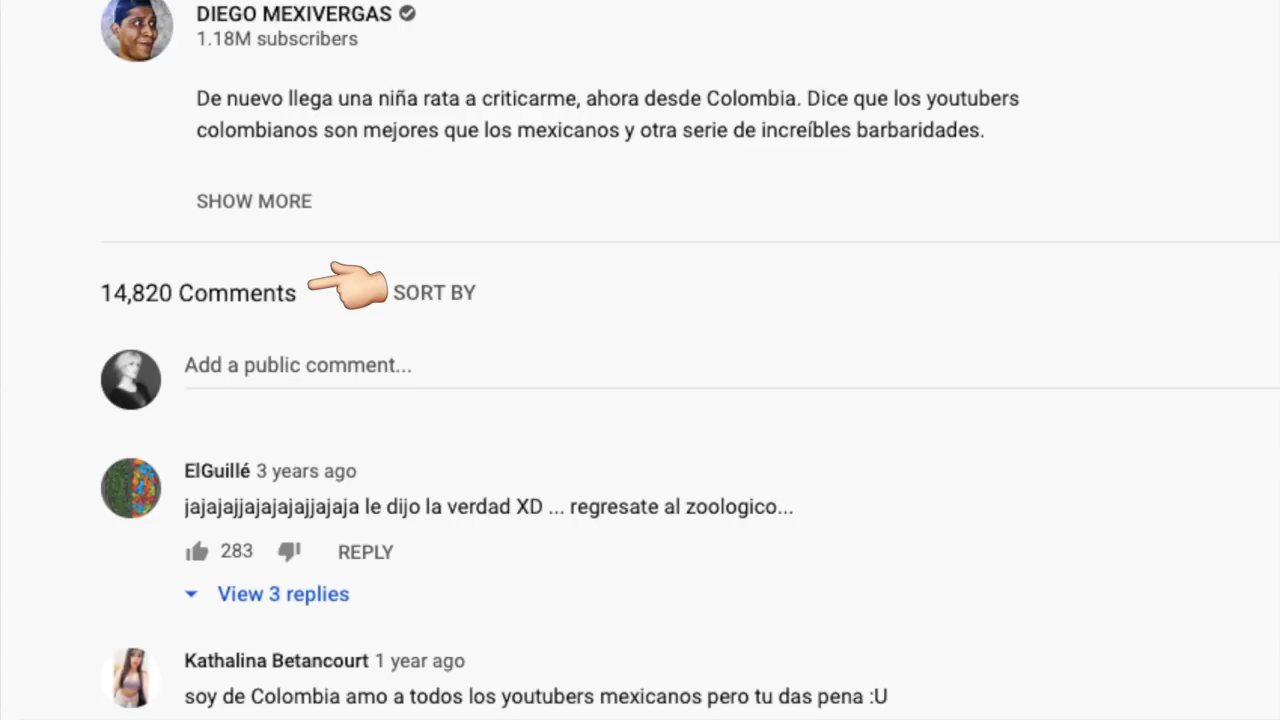 DIEGO MEXIVERGAS
1.18M subscribers
De nuevo llega una niña rata a criticarme, ahora desde Colombia. Dice que los youtubers
colombianos son mejores que los mexicanos y otra serie de increíbles barbaridades.
SHOW MORE
14,820 Comments SORT BY
Add a public comment...
ElGuillé 3 years ago
jajajajjajajajajjajaja le dijo la verdad XD ... regresate al zoologico...
283 REPLY
View 3 replies
Kathalina Betancourt 1 year ago
soy de Colombia amo a todos los youtubers mexicanos pero tu das pena :U